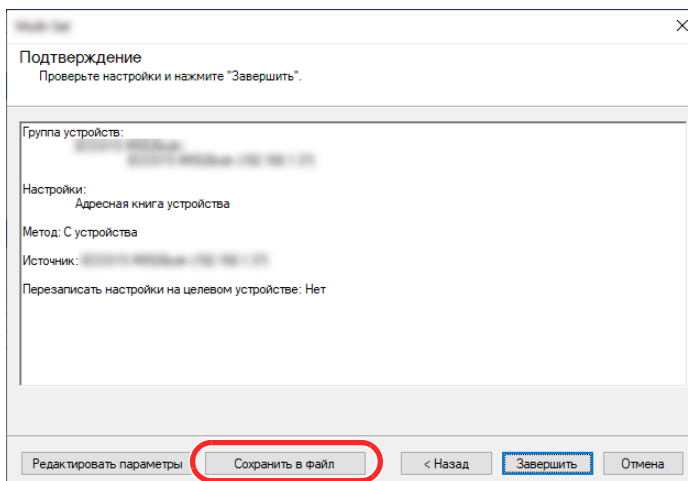 Подтверждение
Проверьте настройки и нажмите "Завершить".
Группа устройств:
Настройки:
Адресная книга устройства
Метод: С устройства
Источник:
Перезаписать настройки на целевом устройстве: Нет
Редактировать параметры
Сохранить в файл
< Назад
Завершить
Отмена